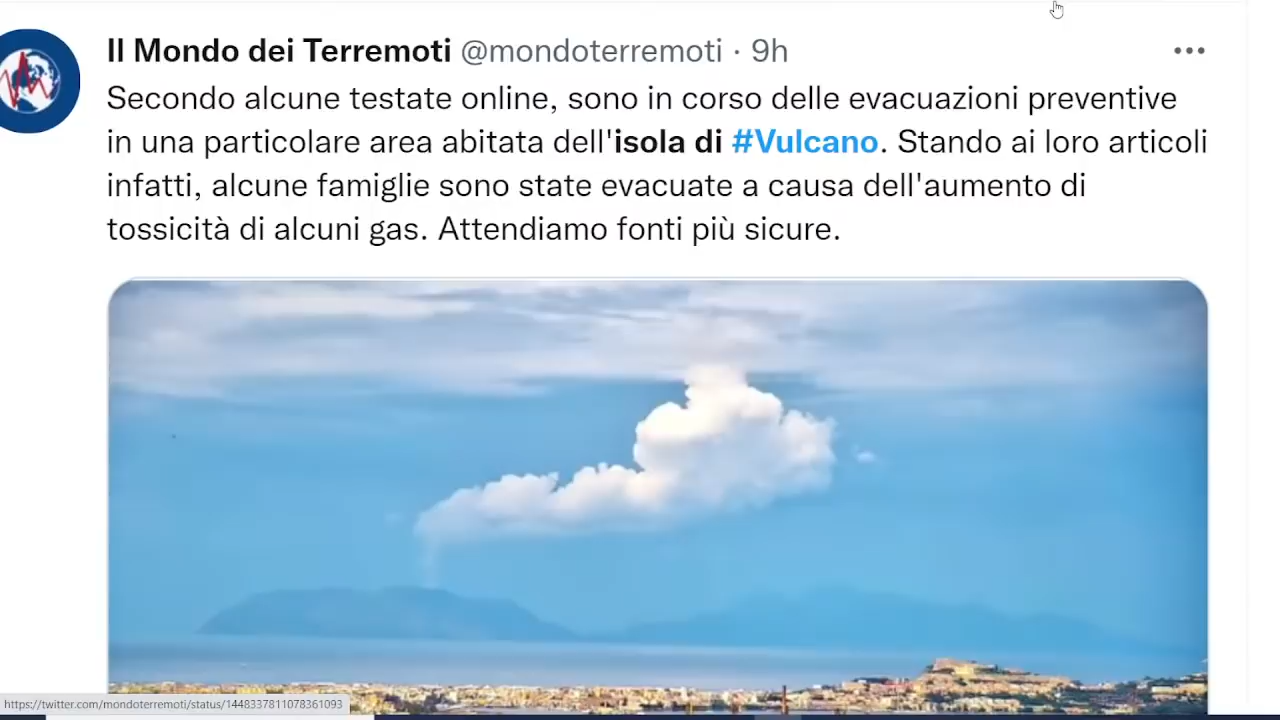 Il Mondo dei Terremoti @mondoterremoti · 9h
Secondo alcune testate online, sono in corso delle evacuazioni preventive
in una particolare area abitata dell'isola di #Vulcano. Stando ai loro articoli
infatti, alcune famiglie sono state evacuate a causa dell'aumento di
tossicità di alcuni gas. Attendiamo fonti più sicure.
https://twitter.com/mondoterremoti/status/1448337811078361093